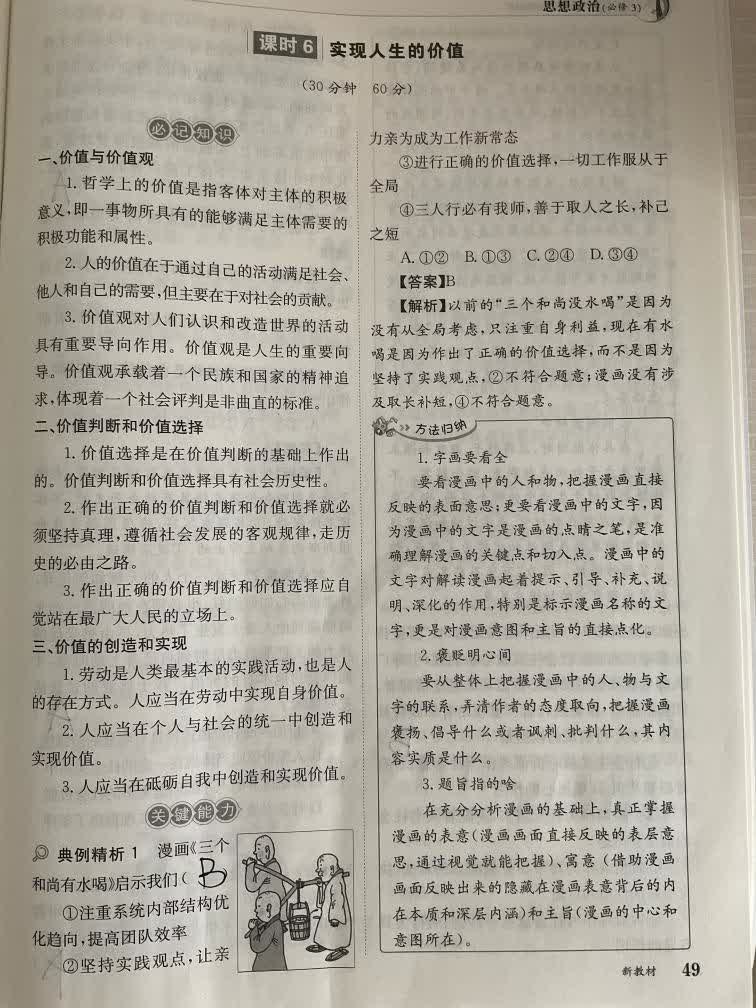 思想政治(必修3)
课时6 实现人生的价值
(30分钟 60分)
必记知识
一、价值与价值观
1.哲学上的价值是指客体对主体的积极
意义,即一事物所具有的能够满足主体需要的
积极功能和属性。
2.人的价值在于通过自己的活动满足社会、
他人和自己的需要,但主要在于对社会的贡献。
3.价值观对人们认识和改造世界的活动
具有重要导向作用。价值观是人生的重要向
导。价值观承载着一个民族和国家的精神追
求,体现着一个社会评判是非曲直的标准。
二、价值判断和价值选择
1.价值选择是在价值判断的基础上作出
的。价值判断和价值选择具有社会历史性。
2.作出正确的价值判断和价值选择就必
须坚持真理,遵循社会发展的客观规律,走历
史的必由之路。
3.作出正确的价值判断和价值选择应自
觉站在最广大人民的立场上。
三、价值的创造和实现
1.劳动是人类最基本的实践活动,也是人
的存在方式。人应当在劳动中实现自身价值。
2.人应当在个人与社会的统一中创造和
实现价值。
3.人应当在砥砺自我中创造和实现价值。
关键能力
典例精析1 漫画《三个
和尚有水喝》启示我们( B
①注重系统内部结构优
化趋向,提高团队效率
②坚持实践观点,让亲
力亲为成为工作新常态
③进行正确的价值选择,一切工作服从于
全局
④三人行必有我师,善于取人之长,补己
之短
A.①② B.①③ C.②④ D.③④
【答案】B
【解析】以前的“三个和尚没水喝”是因为
没有从全局考虑,只注重自身利益,现在有水
喝是因为作出了正确的价值选择,而不是因为
坚持了实践观点,②不符合题意;漫画没有涉
及取长补短,④不符合题意。
方法归纳
1.字画要看全
要看漫画中的人和物,把握漫画直接
反映的表面意思;更要看漫画中的文字,因
为漫画中的文字是漫画的点睛之笔,是准
确理解漫画的关键点和切入点。漫画中的
文字对解读漫画起着提示、引导、补充、说
明、深化的作用,特别是标示漫画名称的文
字,更是对漫画意图和主旨的直接点化。
2.褒贬明心间
要从整体上把握漫画中的人、物与文
字的联系,弄清作者的态度取向,把握漫画
褒扬、倡导什么或者讽刺、批判什么,其内
容实质是什么。
3.题旨指的啥
在充分分析漫画的基础上,真正掌握
漫画的表意(漫画画面直接反映的表层意
思,通过视觉就能把握)、寓意(借助漫画
画面反映出来的隐藏在漫画表意背后的内
在本质和深层内涵)和主旨(漫画的中心和
意图所在)。
新教材 49